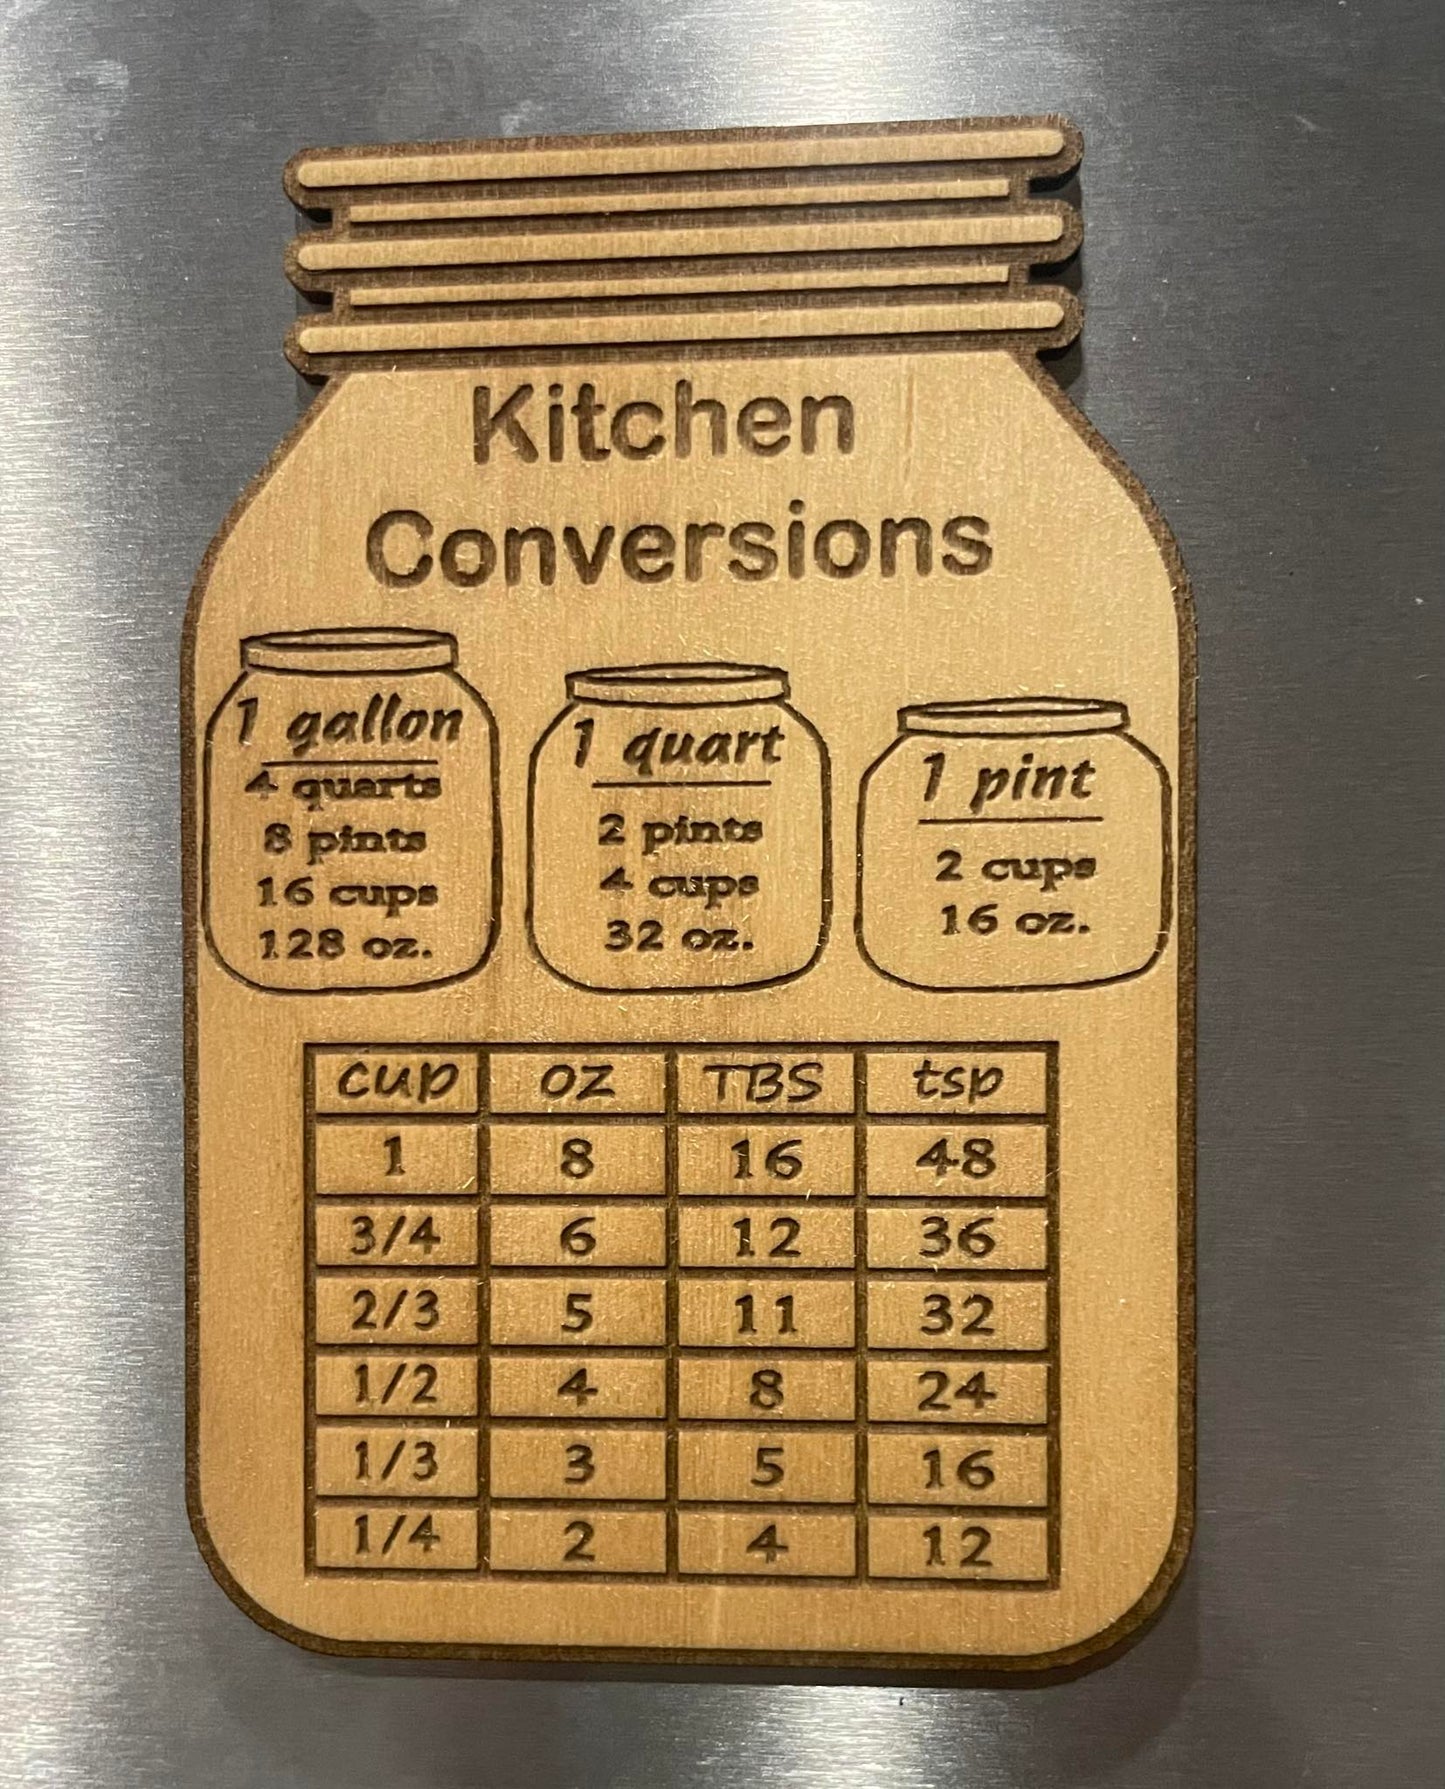 Kitchen
Conversions
1 gallon
4 quarts
8 pints
16 cups
128 oz.
1 quart
2 pints
4 cups
32 oz.
1 pint
2 cups
16 oz.
cup oz TBS tsp
1 8 16 48
3/4 6 12 36
2/3 5 11 32
1/2 4 8 24
1/3 3 5 16
1/4 2 4 12